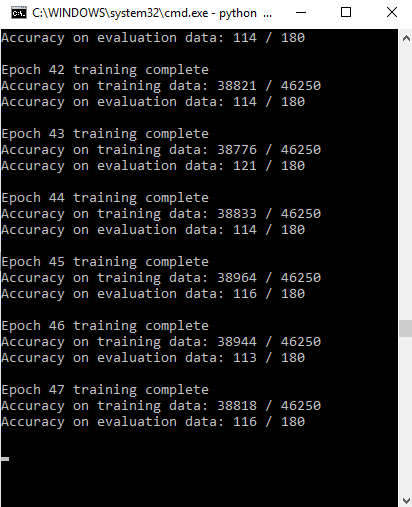 C:\WINDOWS\system32\cmd.exe - python ...
Accuracy on evaluation data: 114 / 180
Epoch 42 training complete
Accuracy on training data: 38821 / 46250
Accuracy on evaluation data: 114 / 180
Epoch 43 training complete
Accuracy on training data: 38776 / 46250
Accuracy on evaluation data: 121 / 180
Epoch 44 training complete
Accuracy on training data: 38833 / 46250
Accuracy on evaluation data: 114 / 180
Epoch 45 training complete
Accuracy on training data: 38964 / 46250
Accuracy on evaluation data: 116 / 180
Epoch 46 training complete
Accuracy on training data: 38944 / 46250
Accuracy on evaluation data: 113 / 180
Epoch 47 training complete
Accuracy on training data: 38818 / 46250
Accuracy on evaluation data: 116 / 180